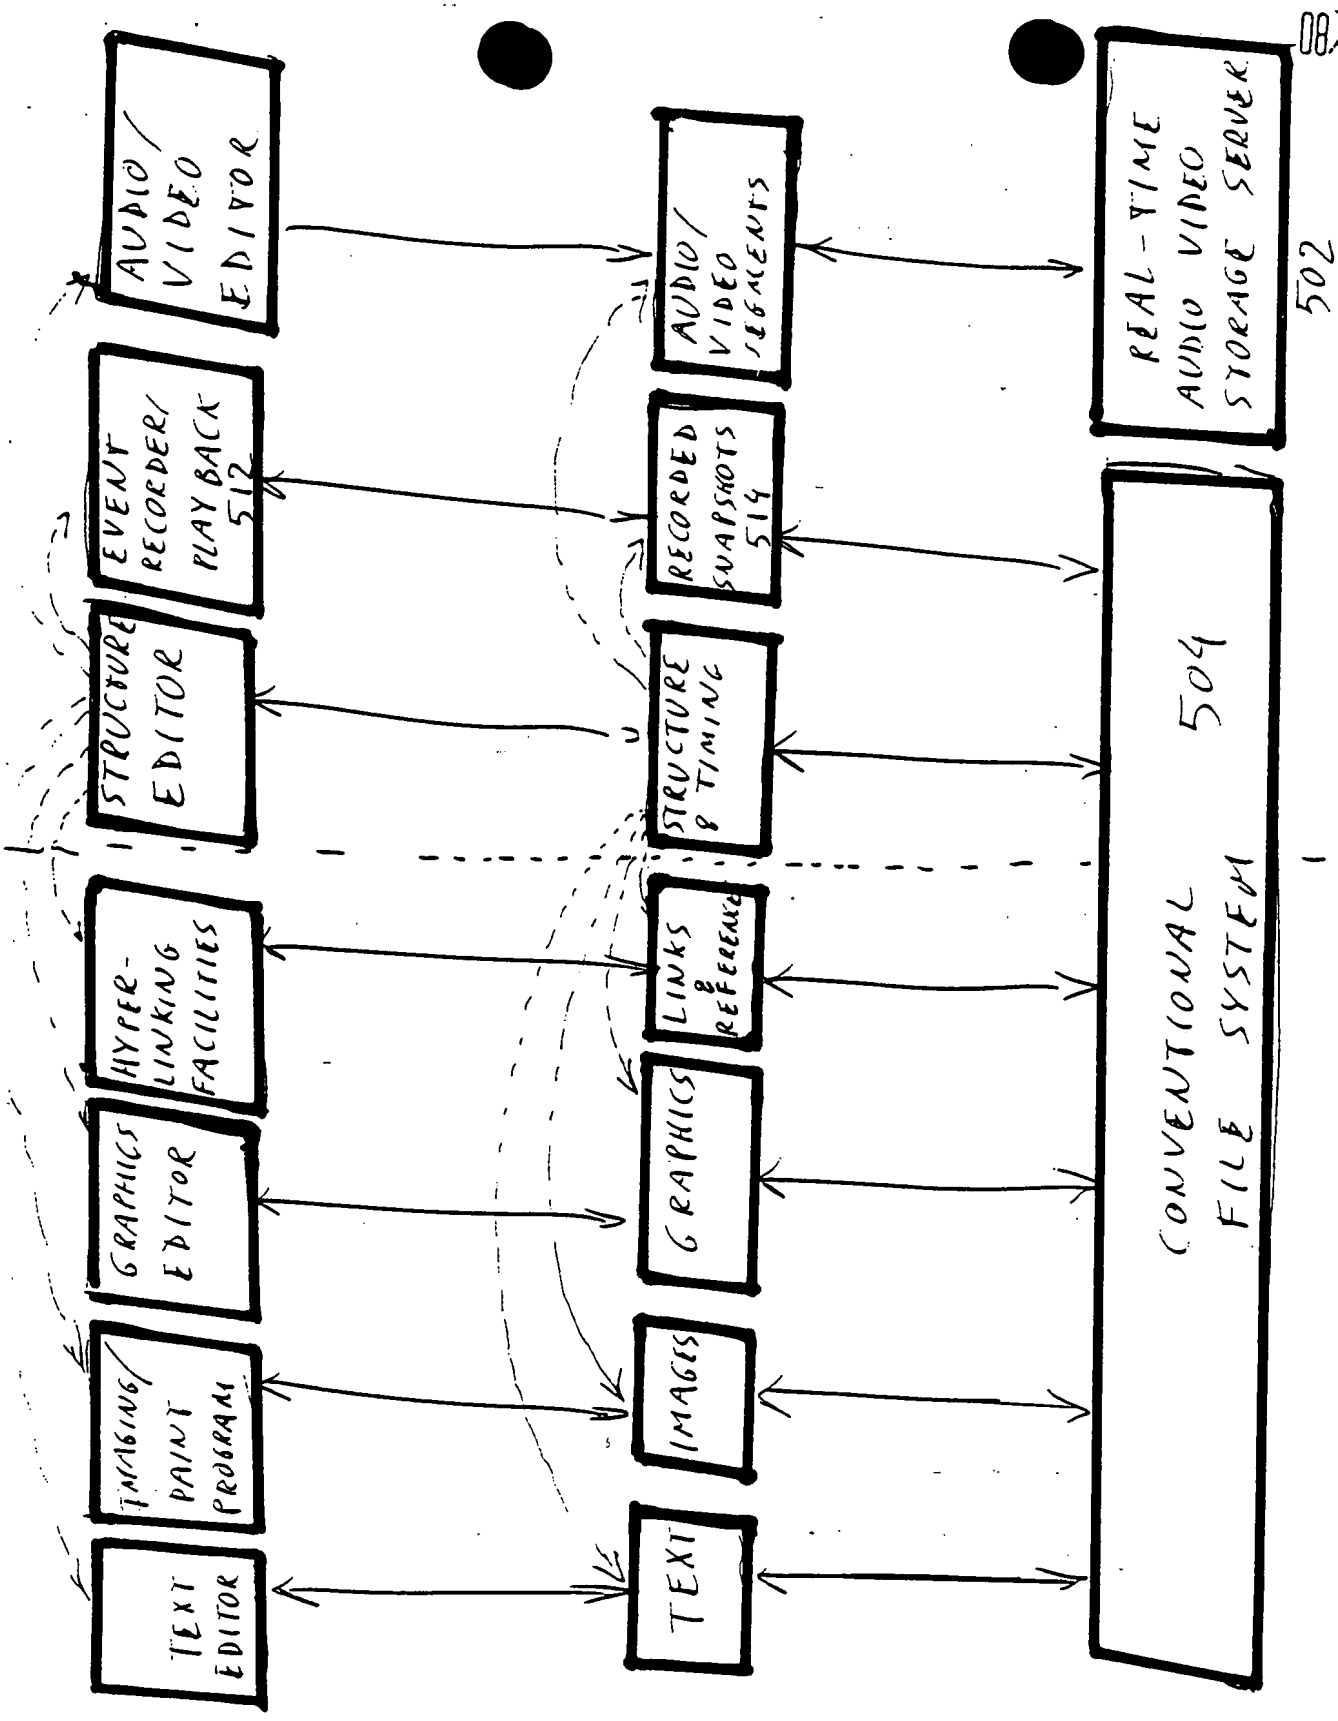 TEXT
EDITOR
IMAGING/
PAINT
PROGRAM
GRAPHICS
EDITOR
HYPER-
LINKING
FACILITIES
STRUCTURE
EDITOR
EVENT
RECORDER/
PLAYBACK
512
AUDIO/
VIDEO
EDITOR
TEXT
IMAGES
GRAPHICS
LINKS
&
REFERENCE
STRUCTURE
& TIMING
RECORDED
SNAPSHOTS
514
AUDIO/
VIDEO
SEGMENTS
CONVENTIONAL 504
FILE SYSTEM
REAL-TIME
AUDIO VIDEO
STORAGE SERVER
502